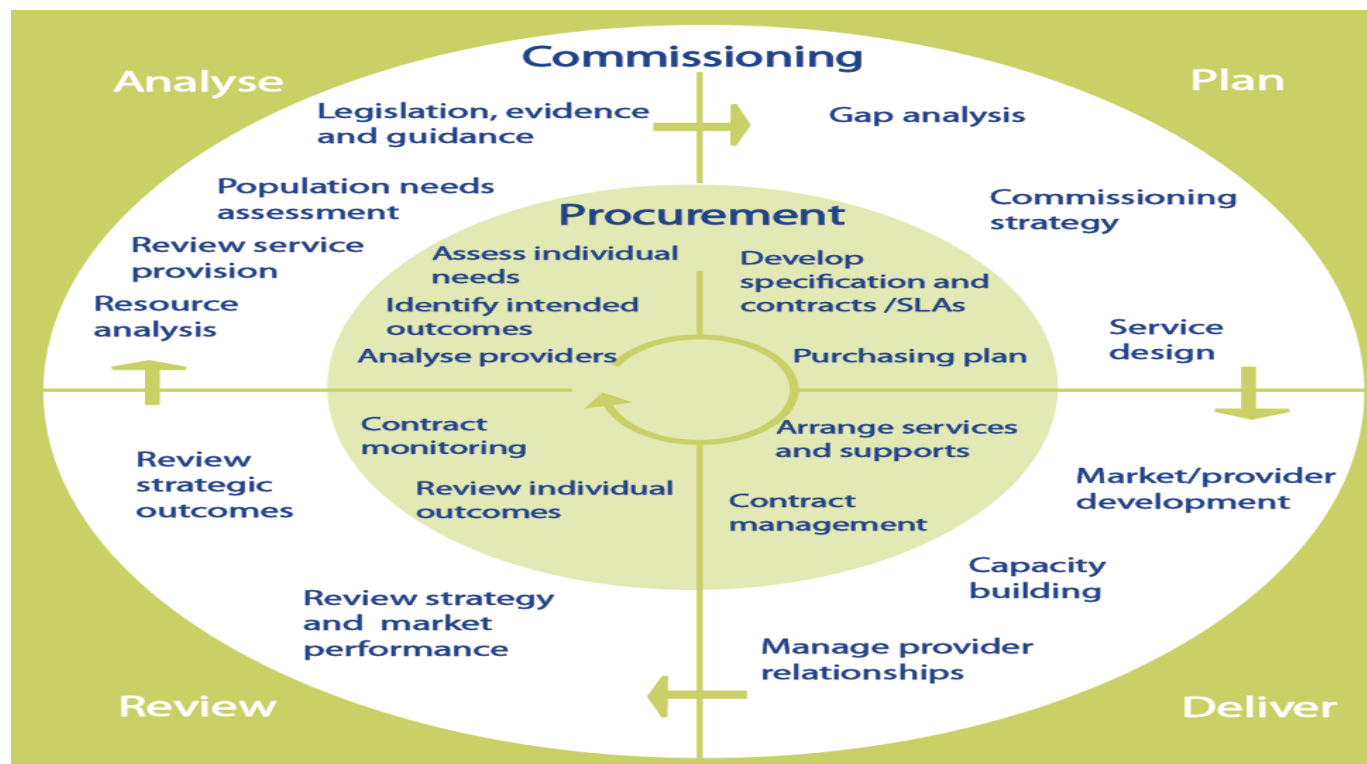 Commissioning
Analyse
Plan
Legislation, evidence
and guidance
Gap analysis
Population needs
assessment
Commissioning
strategy
Review service
provision
Resource
analysis
Service
design
Procurement
Assess individual
needs
Identify intended
outcomes
Analyse providers
Develop
specification and
contracts /SLAs
Purchasing plan
Contract
monitoring
Review individual
outcomes
Arrange services
and supports
Contract
management
Review
strategic
outcomes
Market/provider
development
Capacity
building
Review strategy
and market
performance
Manage provider
relationships
Review
Deliver